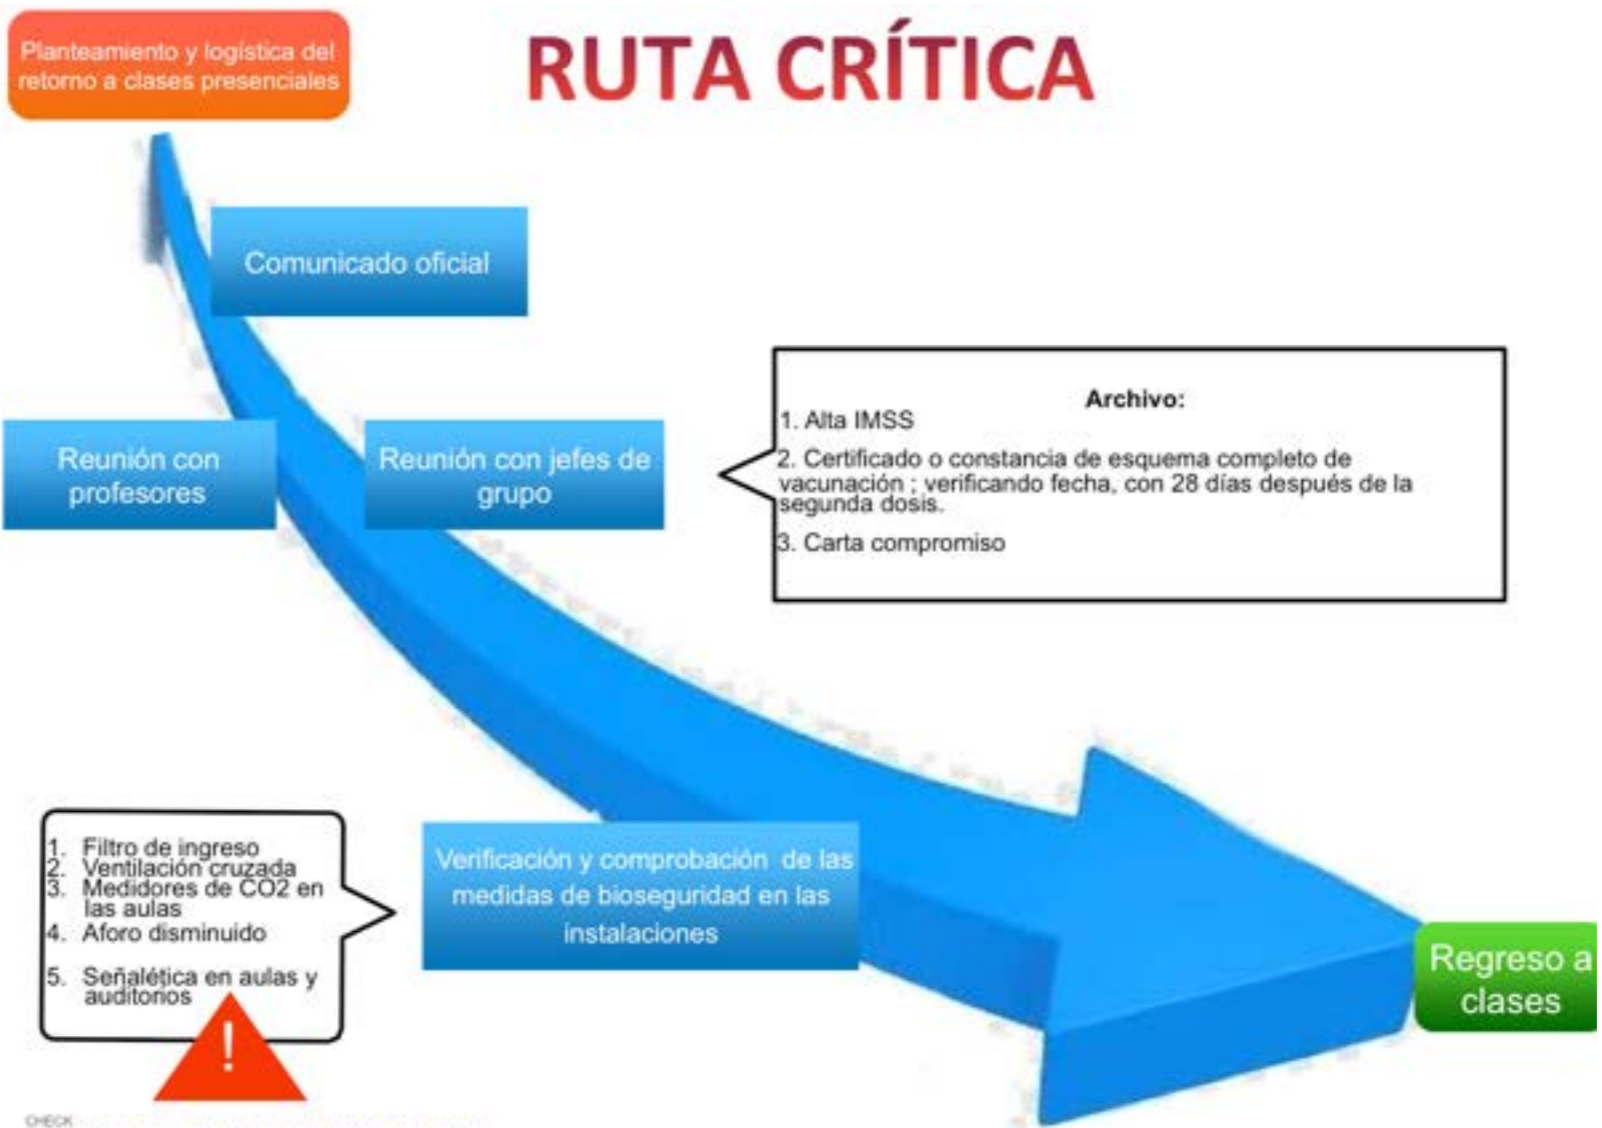 Planteamiento y logística del
retorno a clases presenciales
RUTA CRÍTICA
Comunicado oficial
Reunión con
profesores
Reunión con jefes de
grupo
Archivo:
1. Alta IMSS
2. Certificado o constancia de esquema completo de
vacunación ; verificando fecha, con 28 días después de la
segunda dosis.
3. Carta compromiso
1. Filtro de ingreso
2. Ventilación cruzada
3. Medidores de CO2 en
las aulas
4. Aforo disminuido
5. Señalética en aulas y
auditorios
!
Verificación y comprobación de las
medidas de bioseguridad en las
instalaciones
Regreso a
clases
CHECK